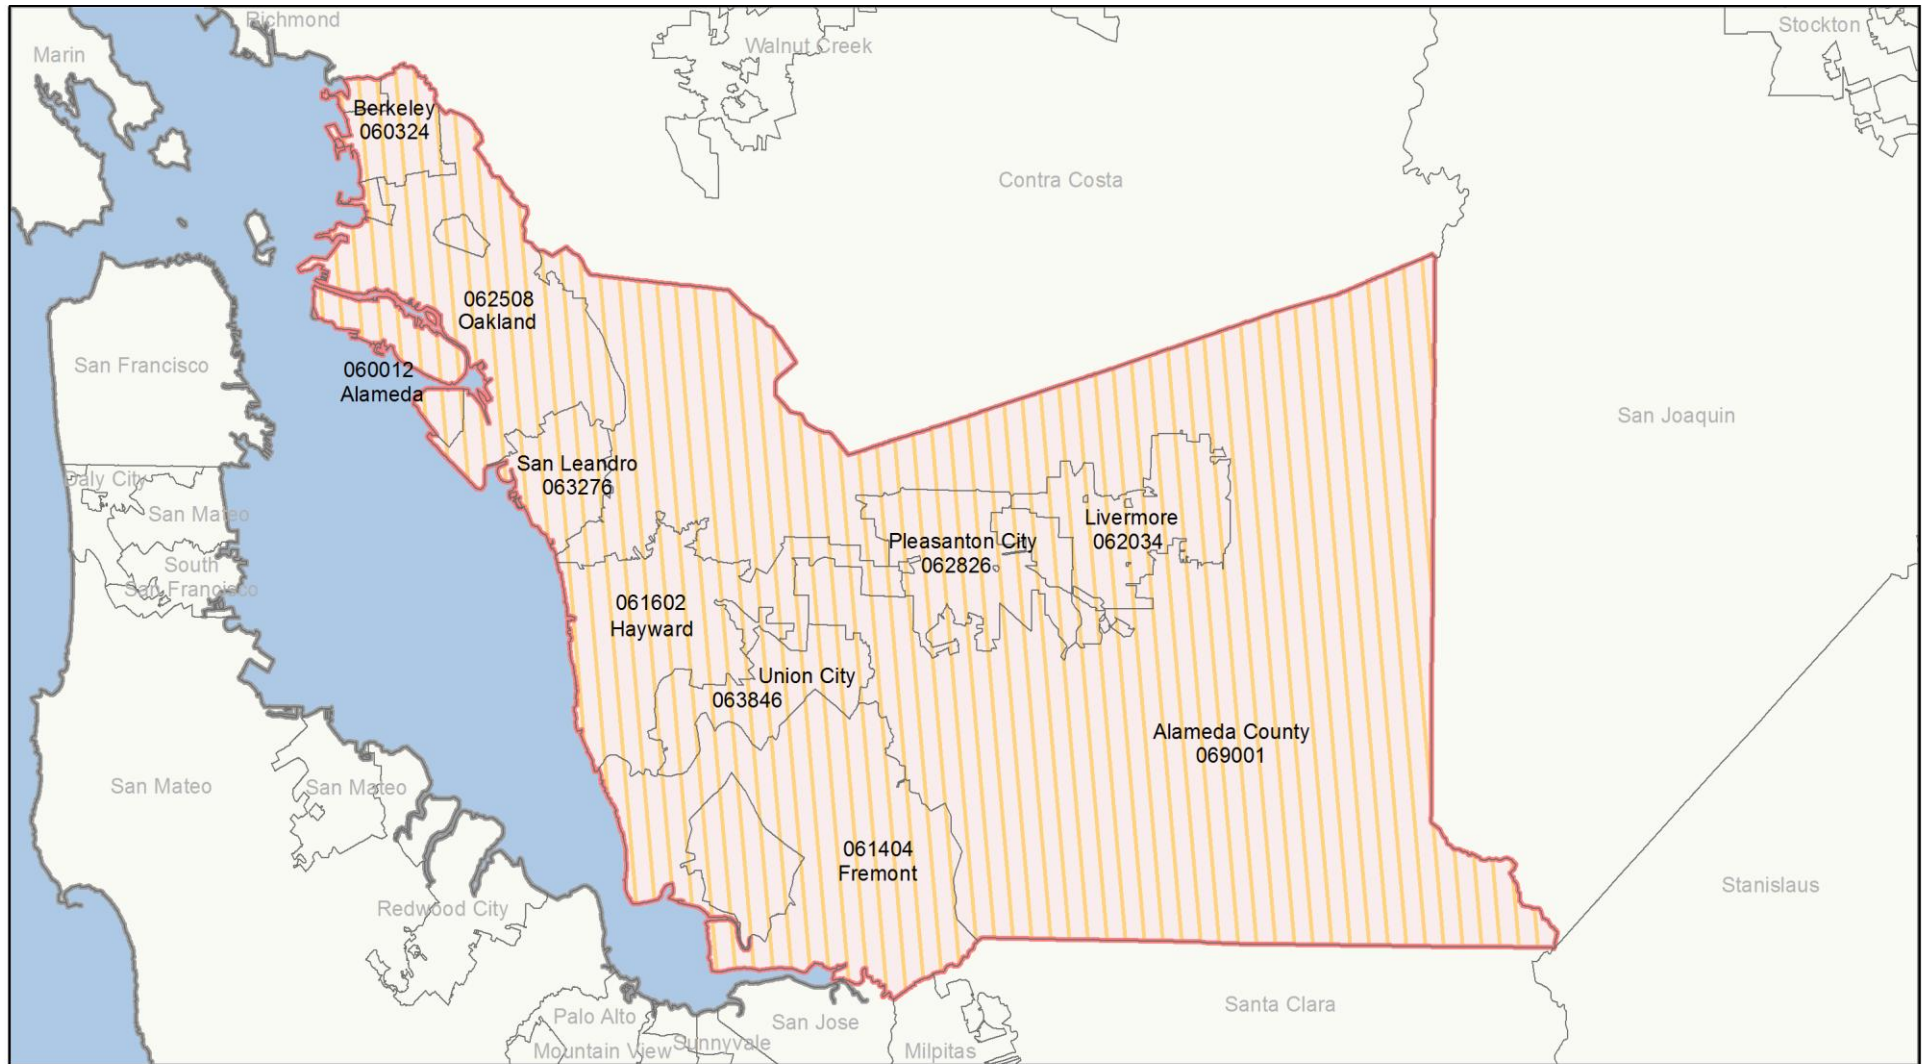 Richmond
Marin
Walnut Creek
Stockton
Berkeley
060324
Contra Costa
062508
Oakland
San Francisco
060012
Alameda
San Joaquin
San Leandro
063276
Daly City
San Mateo
South
San Francisco
Livermore
062034
Pleasanton City
062826
061602
Hayward
Union City
063846
Alameda County
069001
San Mateo
San Mateo
061404
Fremont
Stanislaus
Redwood City
Santa Clara
Palo Alto
San Jose
Mountain View
Sunnyvale
Milpitas